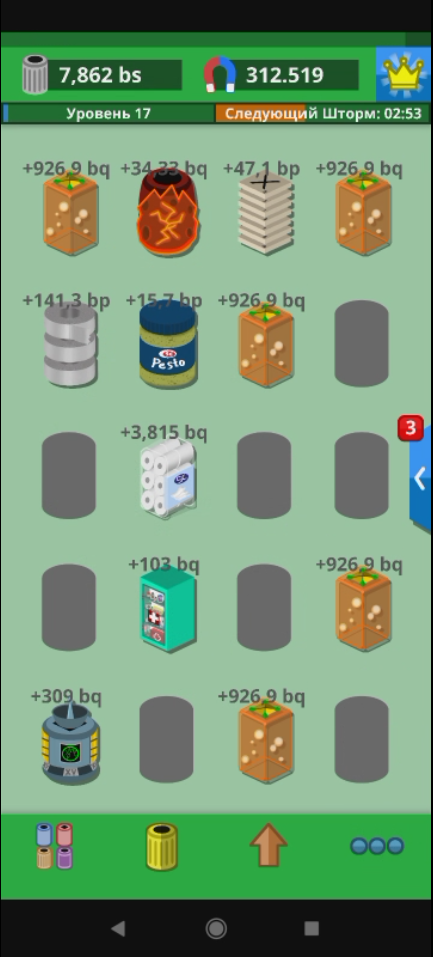 7,862 bs
312.519
Уровень 17
Следующий Шторм: 02:53
+926,9 bq
+34,33 bq
+47,1 bp
+926,9 bq
+141,3 bp
+15,7 bp
+926,9 bq
Pesto
+3,815 bq
3
+103 bq
+926,9 bq
+309 bq
+926,9 bq